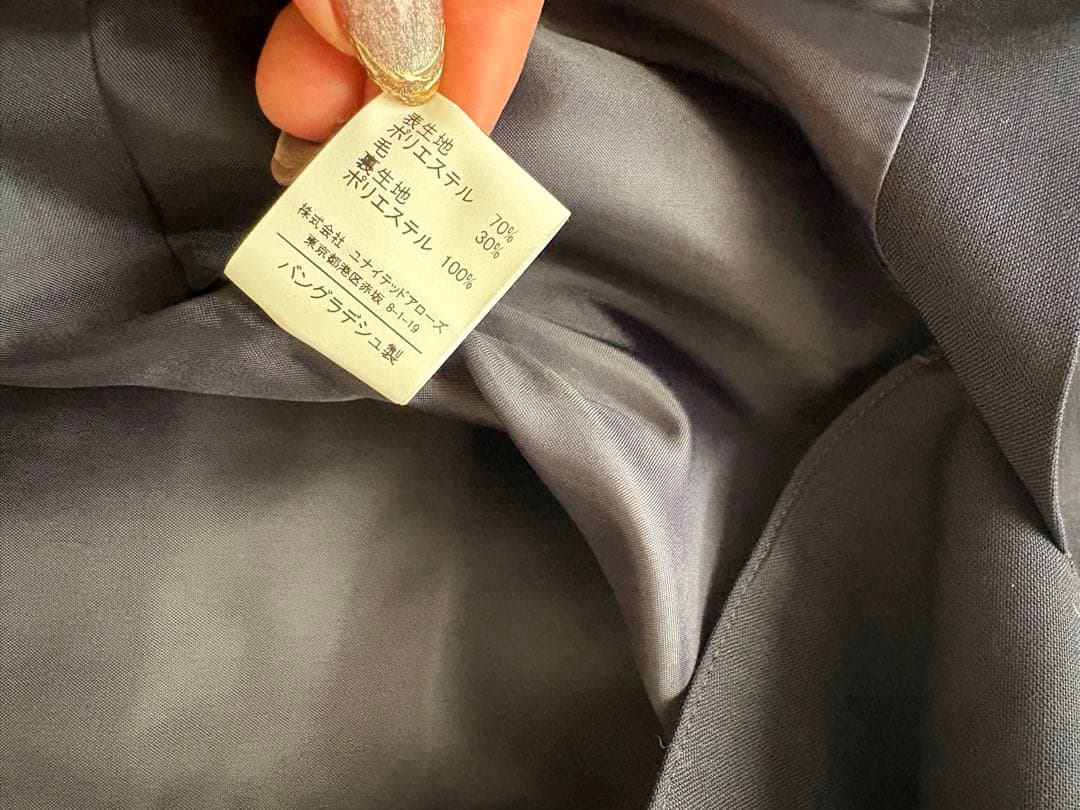 表生地
ポリエステル 70%
毛 30%
裏生地
ポリエステル 100%
株式会社 ユナイテッドアローズ
東京都港区赤坂 8-1-19
バングラデシュ製